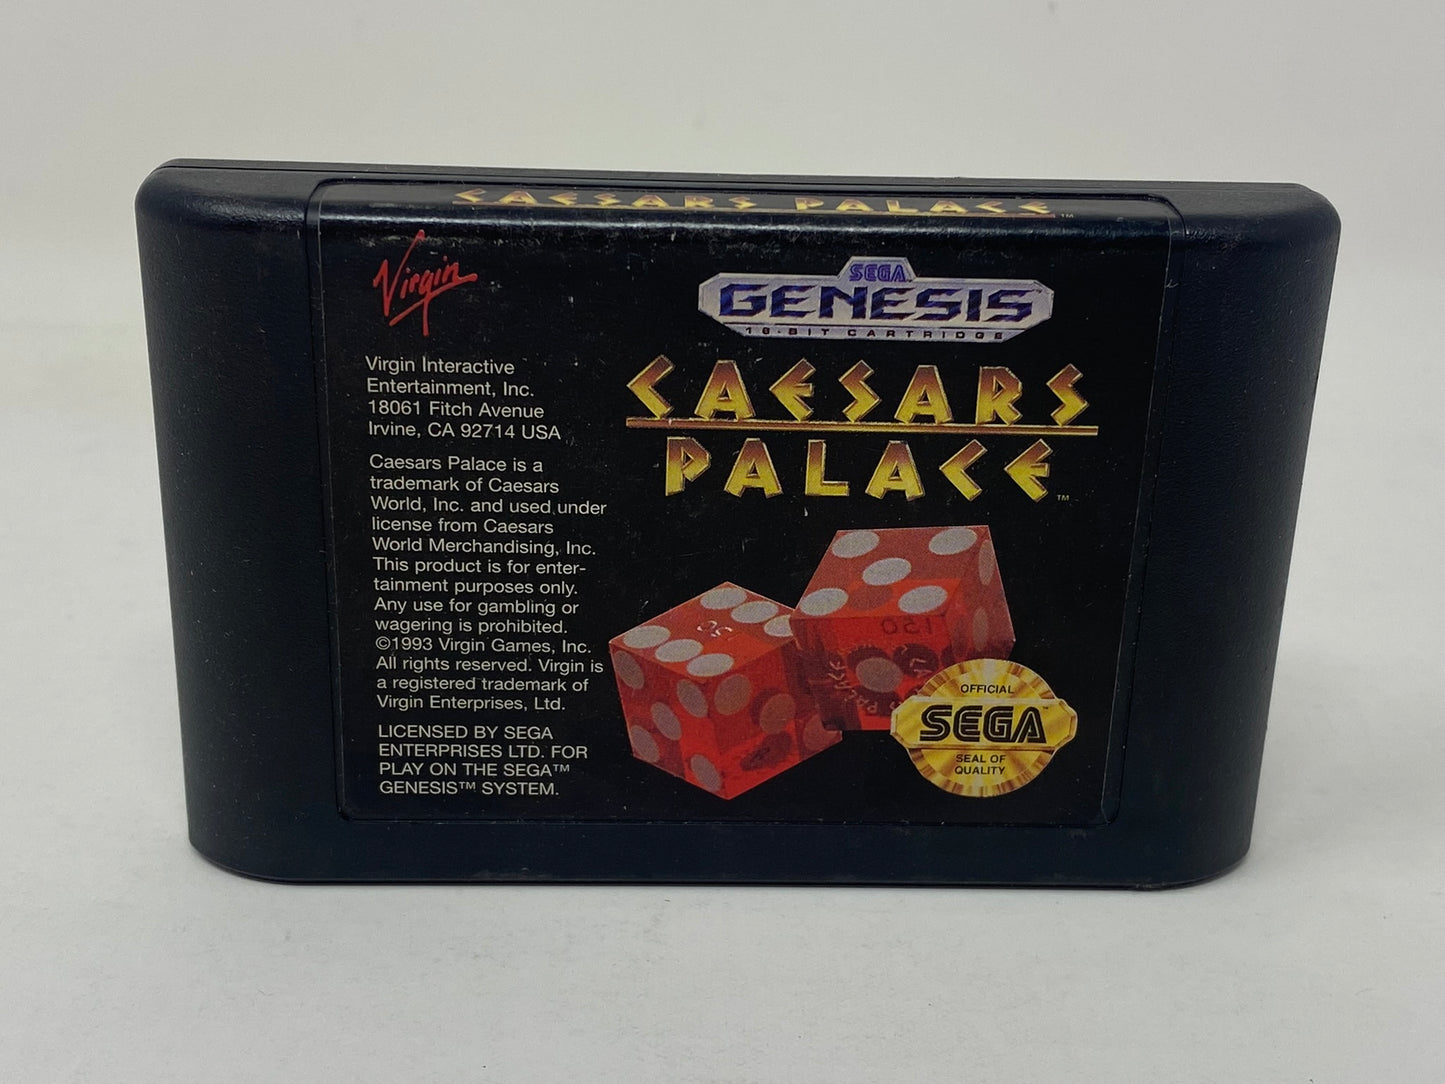 CAESARS PALACE™
Virgin
Virgin Interactive
Entertainment, Inc.
18061 Fitch Avenue
Irvine, CA 92714 USA
Caesars Palace is a
trademark of Caesars
World, Inc. and used under
license from Caesars
World Merchandising, Inc.
This product is for enter-
tainment purposes only.
Any use for gambling or
wagering is prohibited.
©1993 Virgin Games, Inc.
All rights reserved. Virgin is
a registered trademark of
Virgin Enterprises, Ltd.
LICENSED BY SEGA
ENTERPRISES LTD. FOR
PLAY ON THE SEGA™
GENESIS™ SYSTEM.
SEGA
GENESIS
16-BIT CARTRIDGE
CAESARS
PALACE™
OFFICIAL
SEGA
SEAL OF
QUALITY